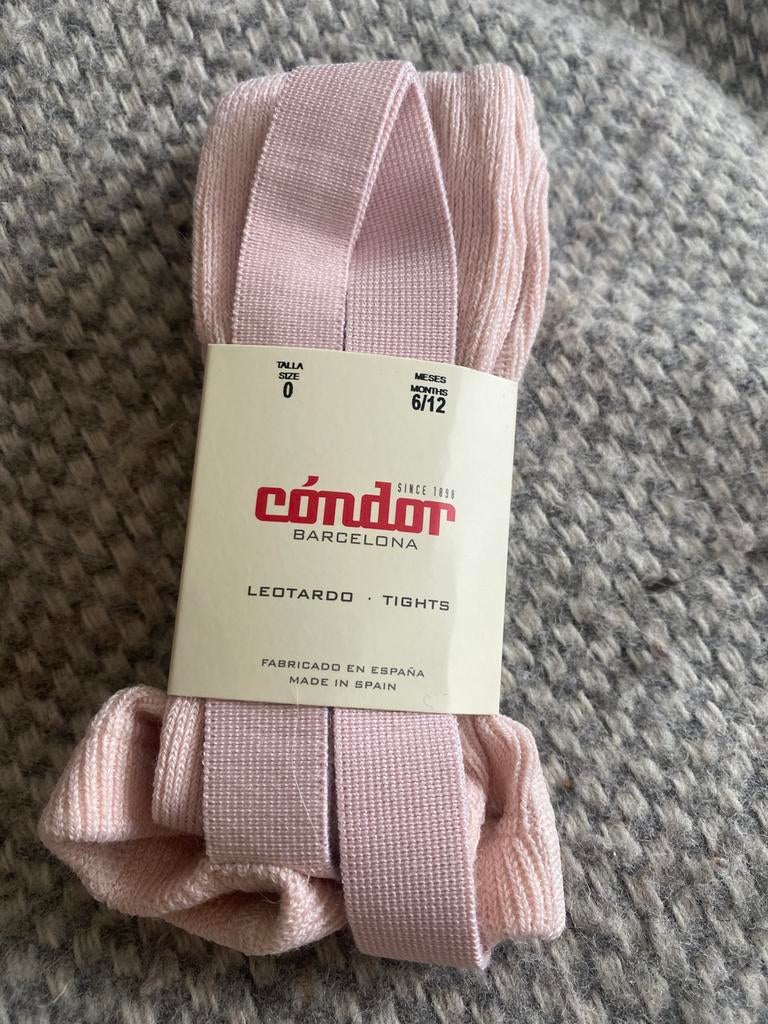 TALLA
SIZE
0
MESES
MONTHS
6/12
SINCE 1898
cóndor
BARCELONA
LEOTARDO · TIGHTS
FABRICADO EN ESPAÑA
MADE IN SPAIN